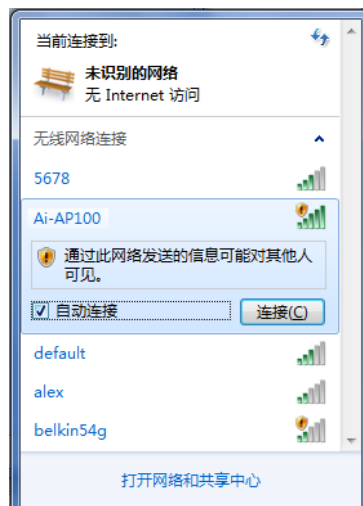 当前连接到:
未识别的网络
无 Internet 访问
无线网络连接
5678
Ai-AP100
通过此网络发送的信息可能对其他人
可见。
自动连接
连接(C)
default
alex
belkin54g
打开网络和共享中心